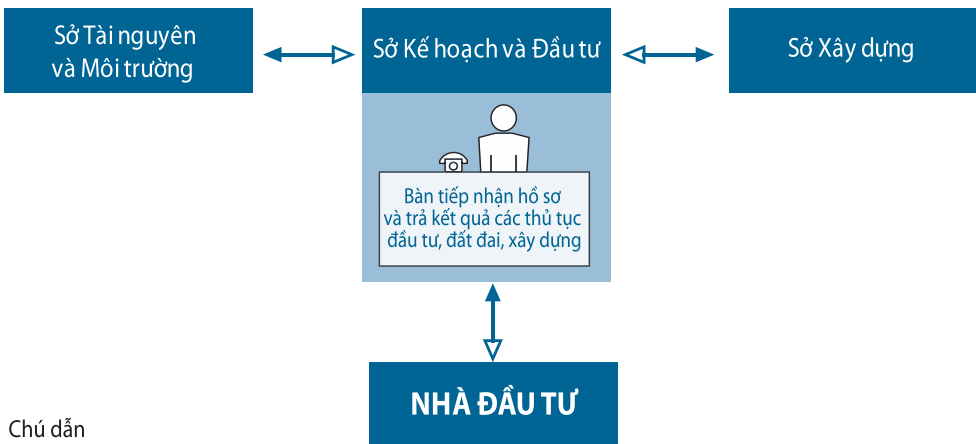 Sở Tài nguyên
và Môi trường
Sở Kế hoạch và Đầu tư
Sở Xây dựng
Bàn tiếp nhận hồ sơ
và trả kết quả các thủ tục
đầu tư, đất đai, xây dựng
NHÀ ĐẦU TƯ
Chú dẫn